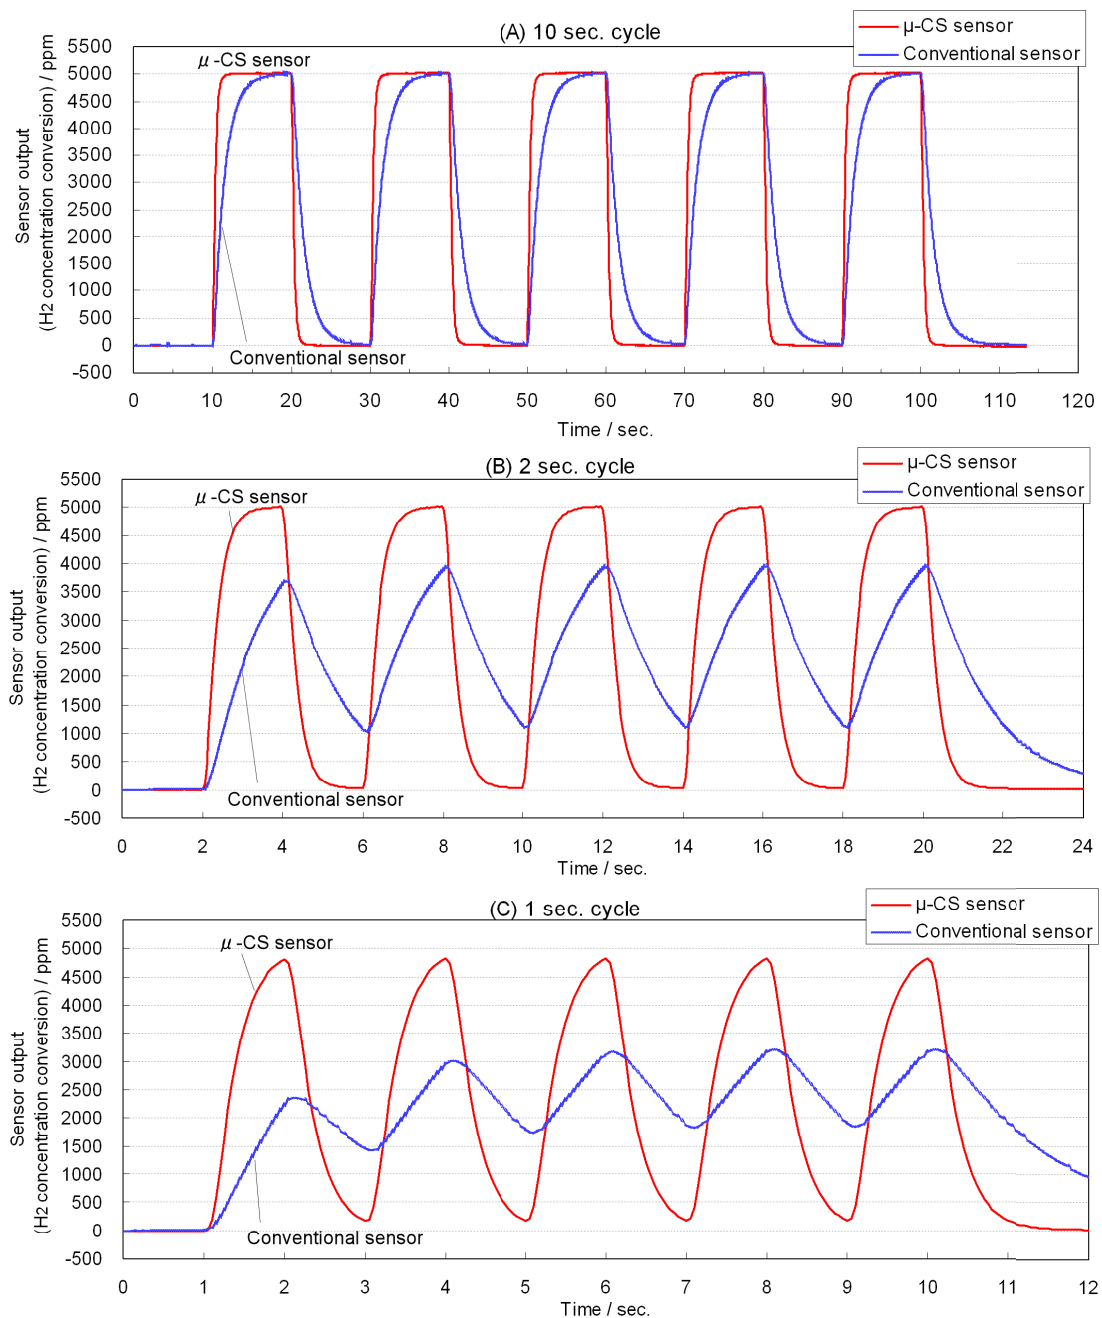 (A) 10 sec. cycle
μ-CS sensor
Conventional sensor
5500
5000
4500
4000
3500
3000
2500
2000
1500
1000
500
0
-500
Sensor output
(H2 concentration conversion) / ppm
μ-CS sensor
Conventional sensor
0 10 20 30 40 50 60 70 80 90 100 110 120
Time / sec.
(B) 2 sec. cycle
μ-CS sensor
Conventional sensor
5500
5000
4500
4000
3500
3000
2500
2000
1500
1000
500
0
-500
Sensor output
(H2 concentration conversion) / ppm
μ-CS sensor
Conventional sensor
0 2 4 6 8 10 12 14 16 18 20 22 24
Time / sec.
(C) 1 sec. cycle
μ-CS sensor
Conventional sensor
5500
5000
4500
4000
3500
3000
2500
2000
1500
1000
500
0
-500
Sensor output
(H2 concentration conversion) / ppm
μ-CS sensor
Conventional sensor
0 1 2 3 4 5 6 7 8 9 10 11 12
Time / sec.